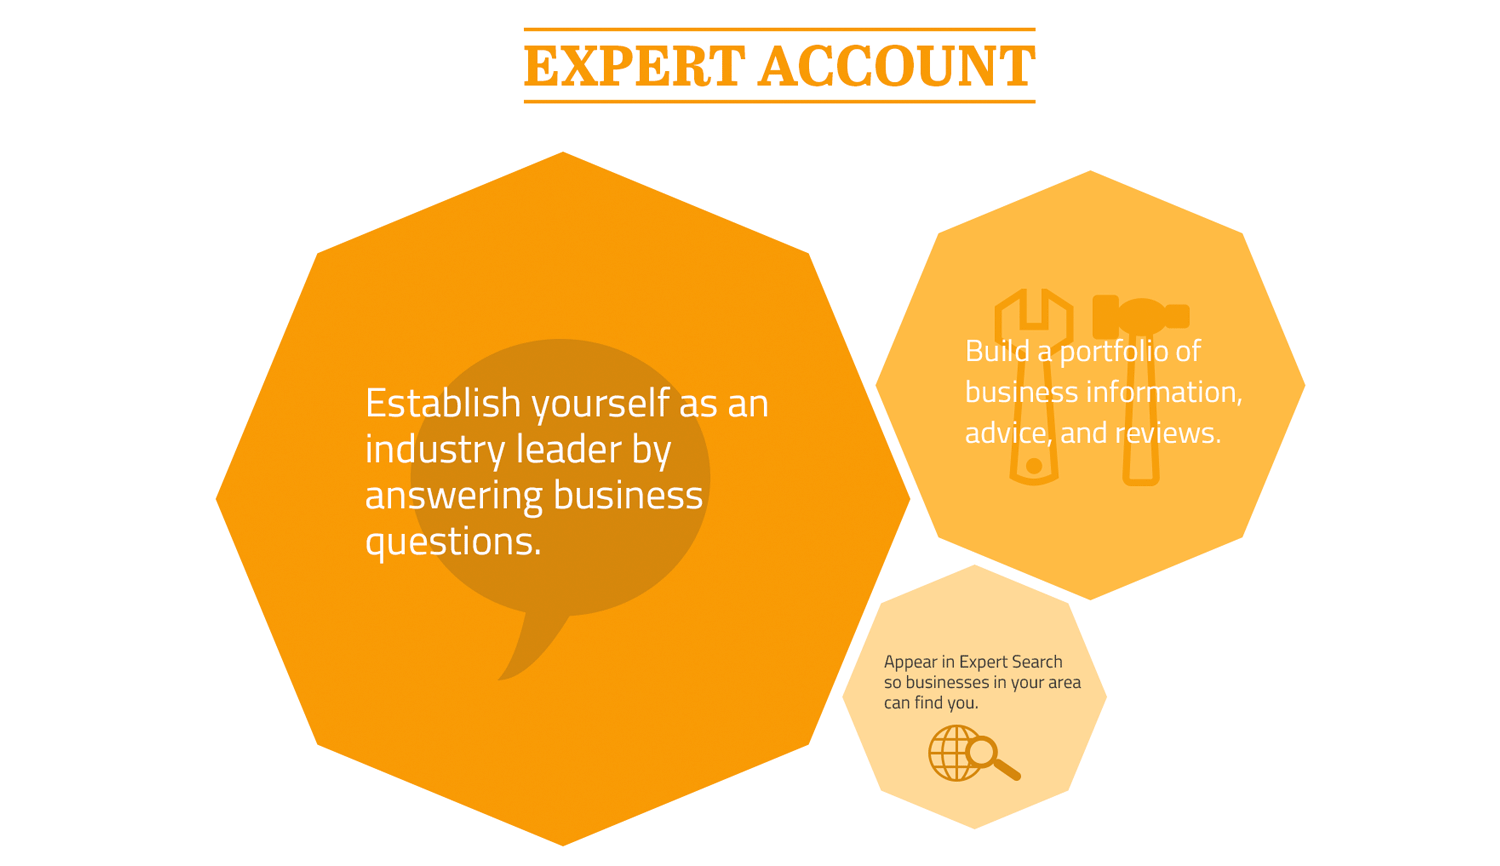 EXPERT ACCOUNT
Establish yourself as an
industry leader by
answering business
questions.
Build a portfolio of
business information,
advice, and reviews.
Appear in Expert Search
so businesses in your area
can find you.